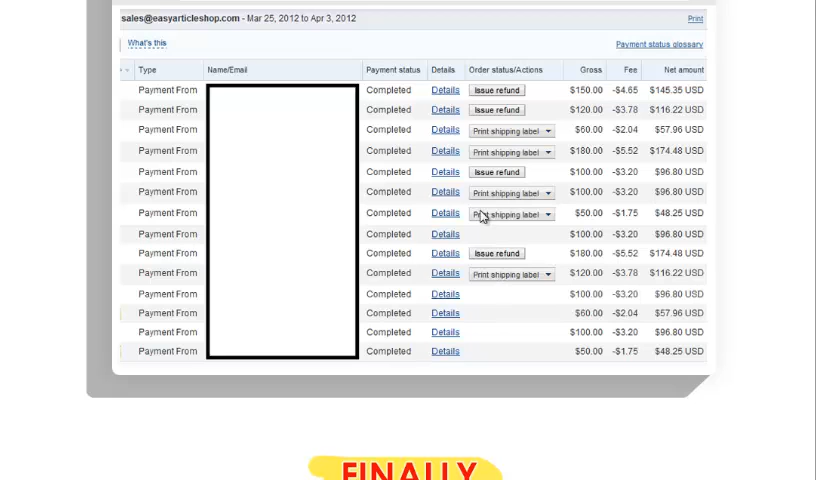 sales@easyarticleshop.com - Mar 25, 2012 to Apr 3, 2012 Print
What's this Payment status glossary
Type Name/Email Payment status Details Order status/Actions Gross Fee Net amount
Payment From Completed Details Issue refund $150.00 -$4.65 $145.35 USD
Payment From Completed Details Issue refund $120.00 -$3.78 $116.22 USD
Payment From Completed Details Print shipping label $60.00 -$2.04 $57.96 USD
Payment From Completed Details Print shipping label $180.00 -$5.52 $174.48 USD
Payment From Completed Details Issue refund $100.00 -$3.20 $96.80 USD
Payment From Completed Details Print shipping label $100.00 -$3.20 $96.80 USD
Payment From Completed Details Print shipping label $50.00 -$1.75 $48.25 USD
Payment From Completed Details $100.00 -$3.20 $96.80 USD
Payment From Completed Details Issue refund $180.00 -$5.52 $174.48 USD
Payment From Completed Details Print shipping label $120.00 -$3.78 $116.22 USD
Payment From Completed Details $100.00 -$3.20 $96.80 USD
Payment From Completed Details $60.00 -$2.04 $57.96 USD
Payment From Completed Details $100.00 -$3.20 $96.80 USD
Payment From Completed Details $50.00 -$1.75 $48.25 USD
FINALLY